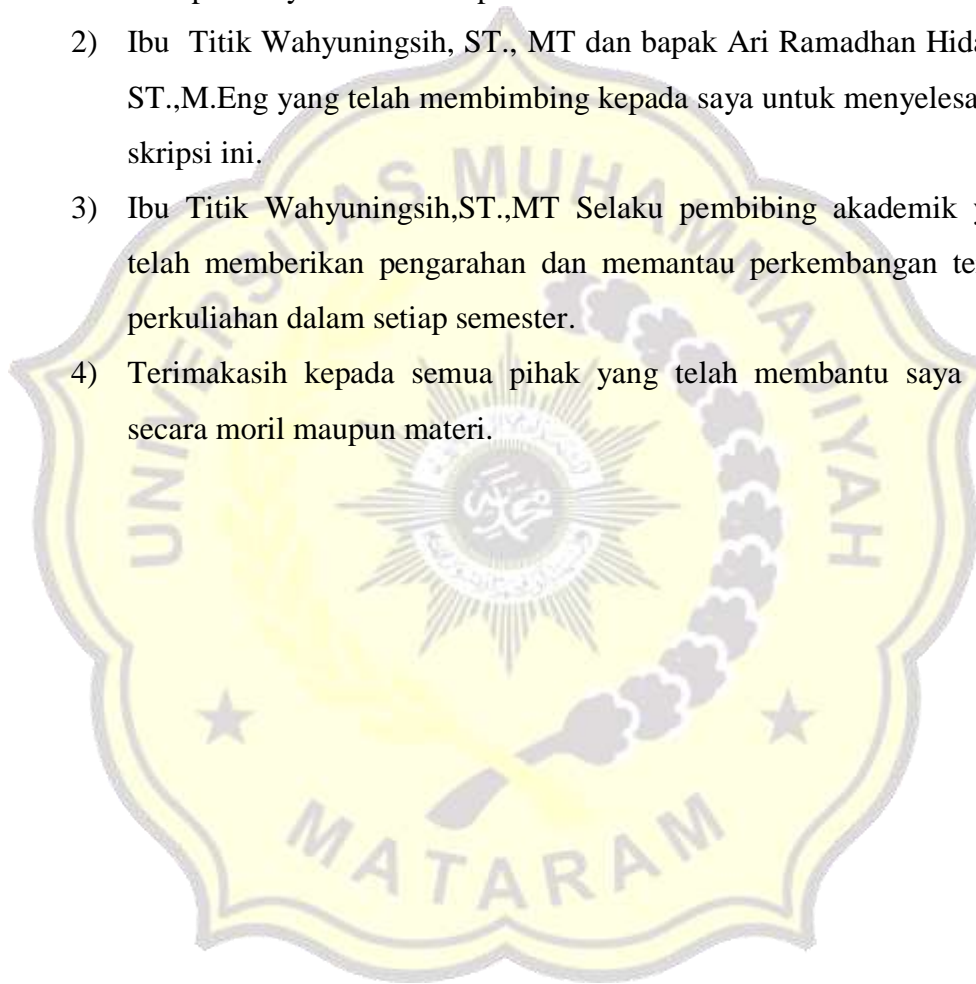 2) Ibu Titik Wahyuningsih, ST., MT dan bapak Ari Ramadhan
ST.,M.Eng yang telah membimbing kepada saya untuk
skripsi ini.
3) Ibu Titik Wahyuningsih,ST.,MT Selaku pembibing akademik
telah memberikan pengarahan dan memantau perkembangan
perkuliahan dalam setiap semester.
4) Terimakasih kepada semua pihak yang telah membantu saya
secara moril maupun materi.
UNIVERSITAS MUHAMMADIYAH
MATARAM